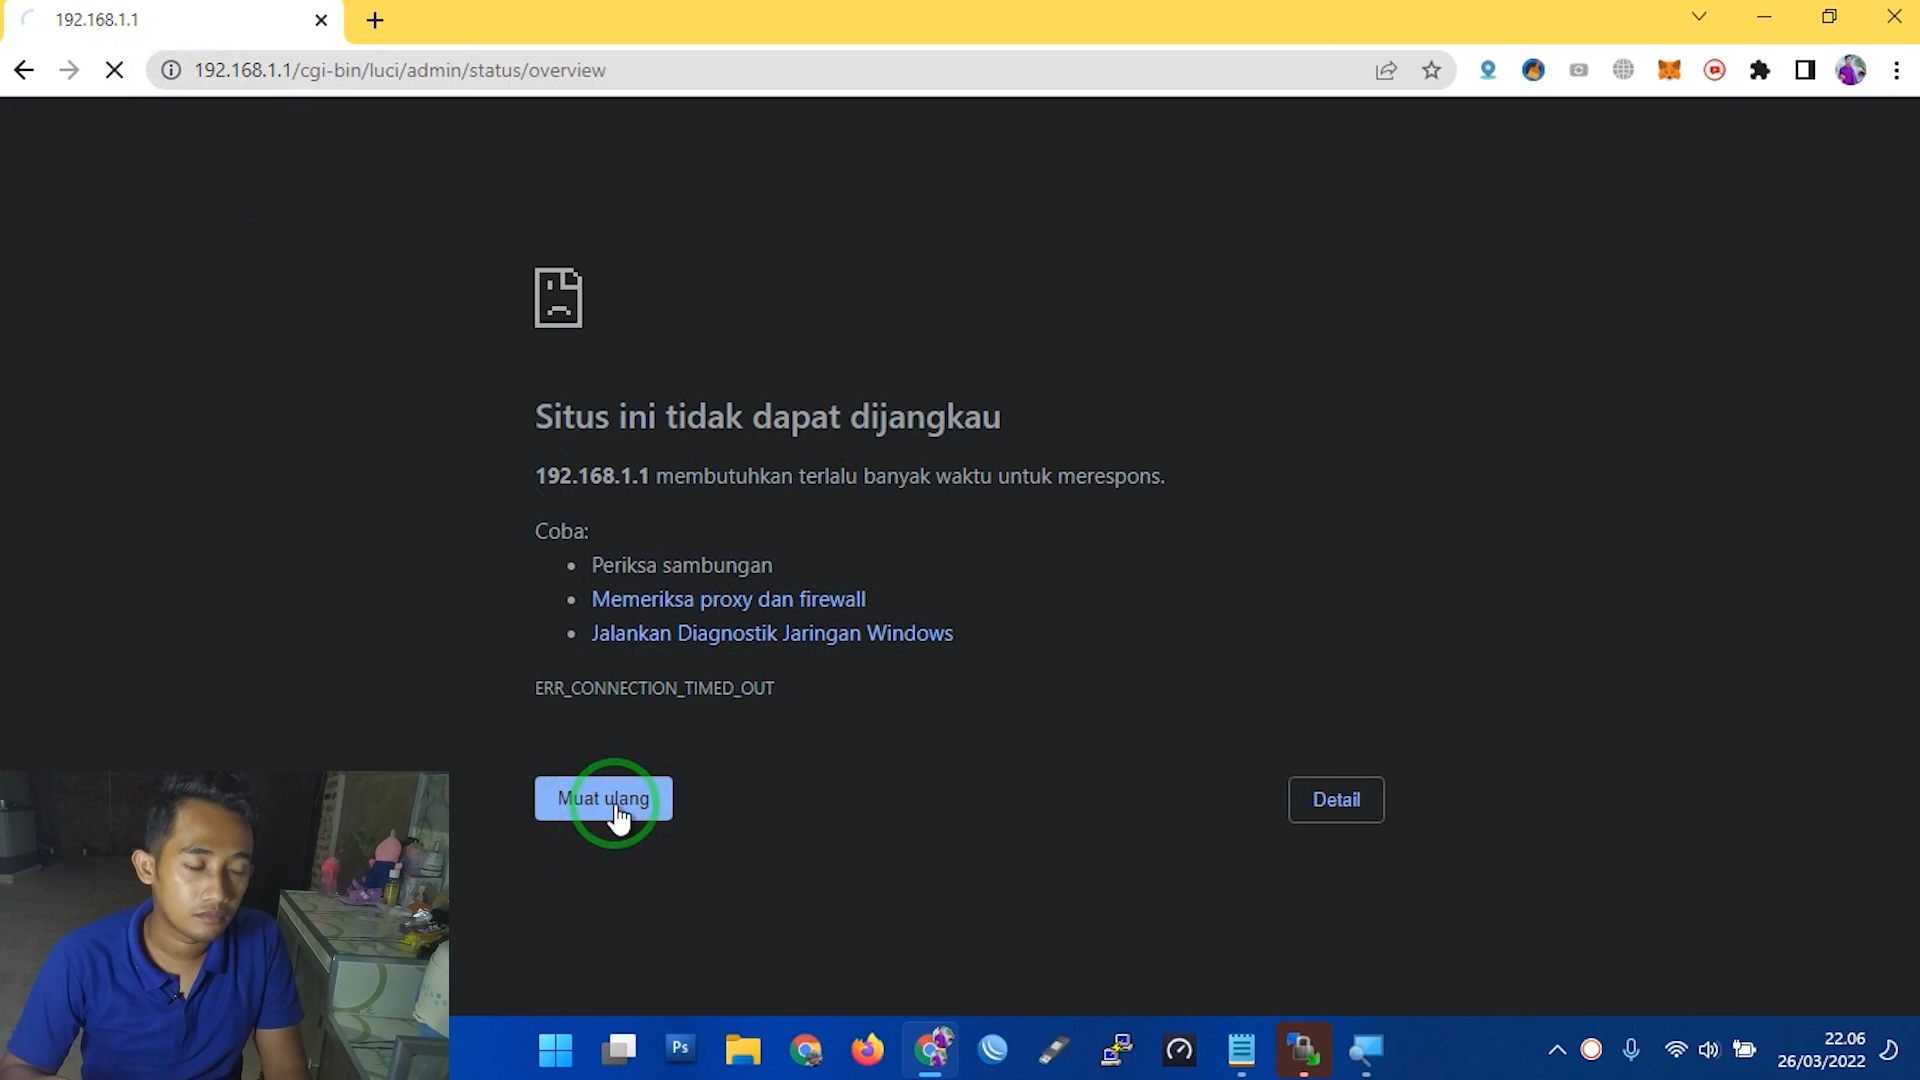 192.168.1.1
192.168.1.1/cgi-bin/luci/admin/status/overview
Situs ini tidak dapat dijangkau
192.168.1.1 membutuhkan terlalu banyak waktu untuk merespons.
Coba:
Periksa sambungan
Memeriksa proxy dan firewall
Jalankan Diagnostik Jaringan Windows
ERR_CONNECTION_TIMED_OUT
Muat ulang
Detail
Ps
22.06
26/03/2022